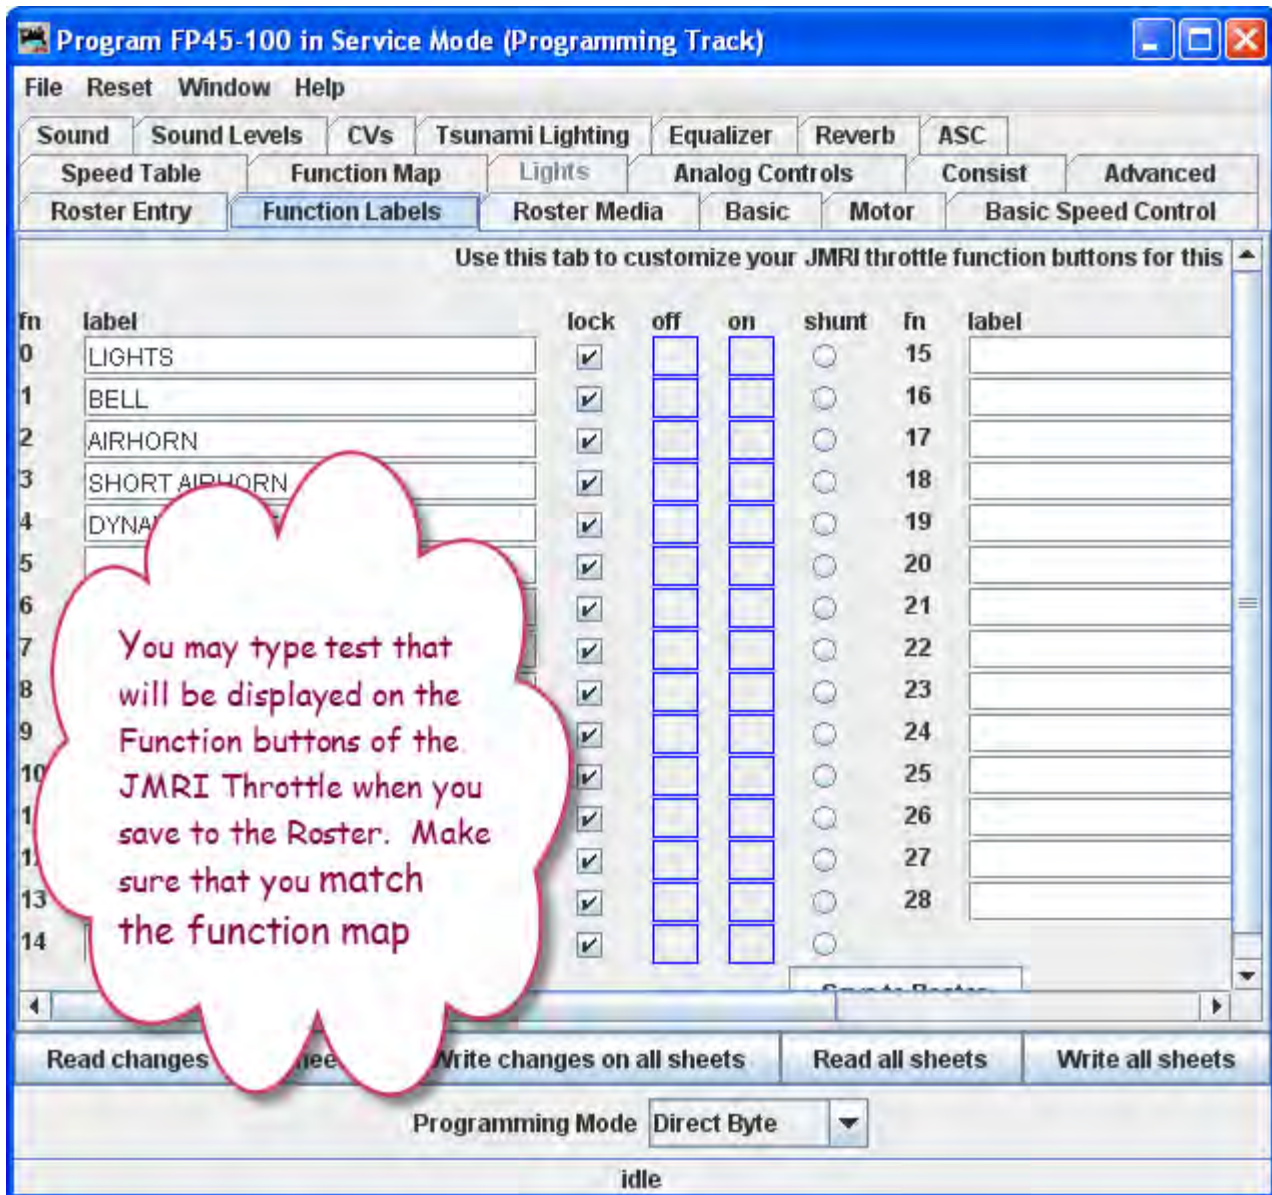 Program FP45-100 in Service Mode (Programming Track)
File Reset Window Help
Sound Sound Levels CVs Tsunami Lighting Equalizer Reverb ASC
Speed Table Function Map Lights Analog Controls Consist Advanced
Roster Entry Function Labels Roster Media Basic Motor Basic Speed Control
Use this tab to customize your JMRI throttle function buttons for this
fn label lock off on shunt fn label
0 LIGHTS 15
1 BELL 16
2 AIRHORN 17
3 SHORT AIRHORN 18
4 19
5 20
6 21
7 22
8 23
9 24
10 25
26
27
13 28
14
You may type test that
will be displayed on the
Function buttons of the
JMRI Throttle when you
save to the Roster. Make
sure that you match
the function map
Read changes Write changes on all sheets Read all sheets Write all sheets
Programming Mode Direct Byte
idle